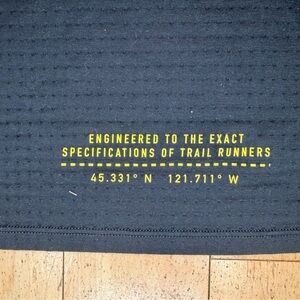 ENGINEERED TO THE EXACT
SPECIFICATIONS OF TRAIL RUNNERS
45.331° N 121.711° W